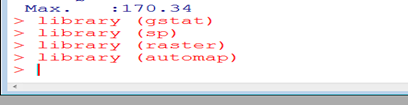 Max.    :170.34
> library (gstat)
> library (sp)
> library (raster)
> library (automap)
>